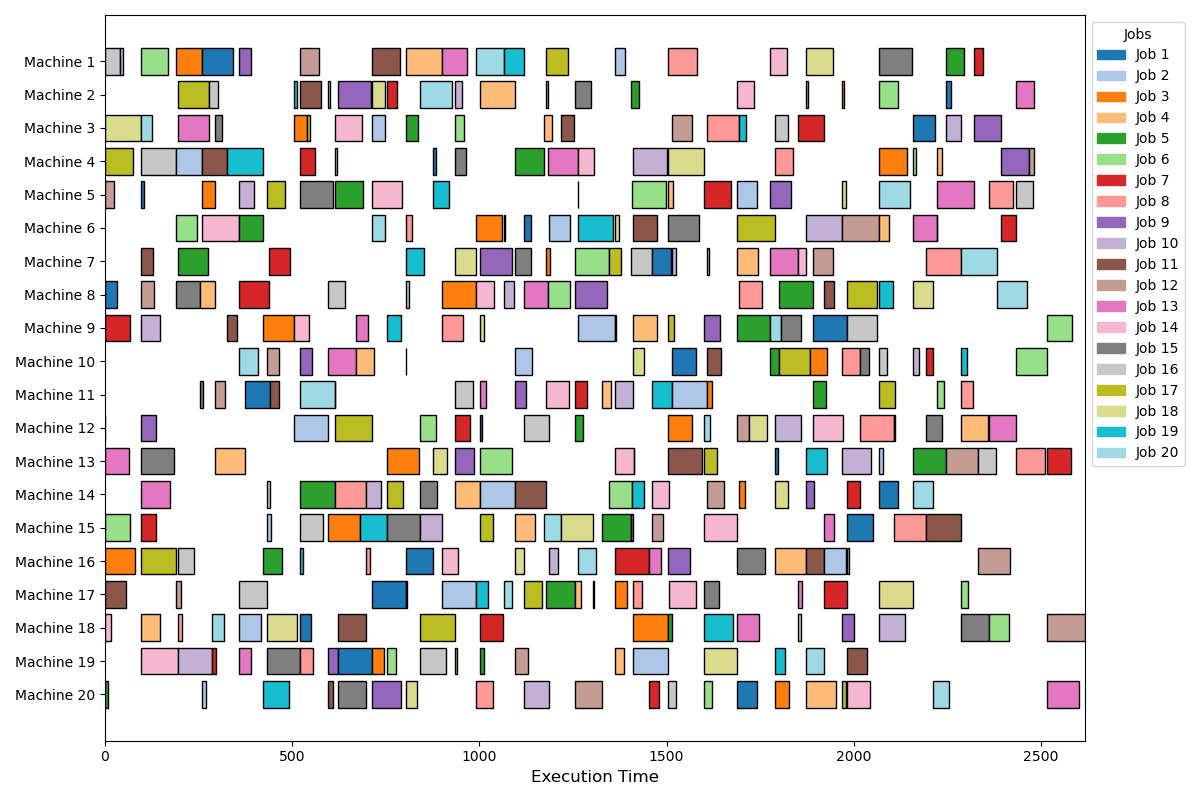 Machine 1
Machine 2
Machine 3
Machine 4
Machine 5
Machine 6
Machine 7
Machine 8
Machine 9
Machine 10
Machine 11
Machine 12
Machine 13
Machine 14
Machine 15
Machine 16
Machine 17
Machine 18
Machine 19
Machine 20
0 500 1000 1500 2000 2500
Execution Time
Jobs
Job 1
Job 2
Job 3
Job 4
Job 5
Job 6
Job 7
Job 8
Job 9
Job 10
Job 11
Job 12
Job 13
Job 14
Job 15
Job 16
Job 17
Job 18
Job 19
Job 20